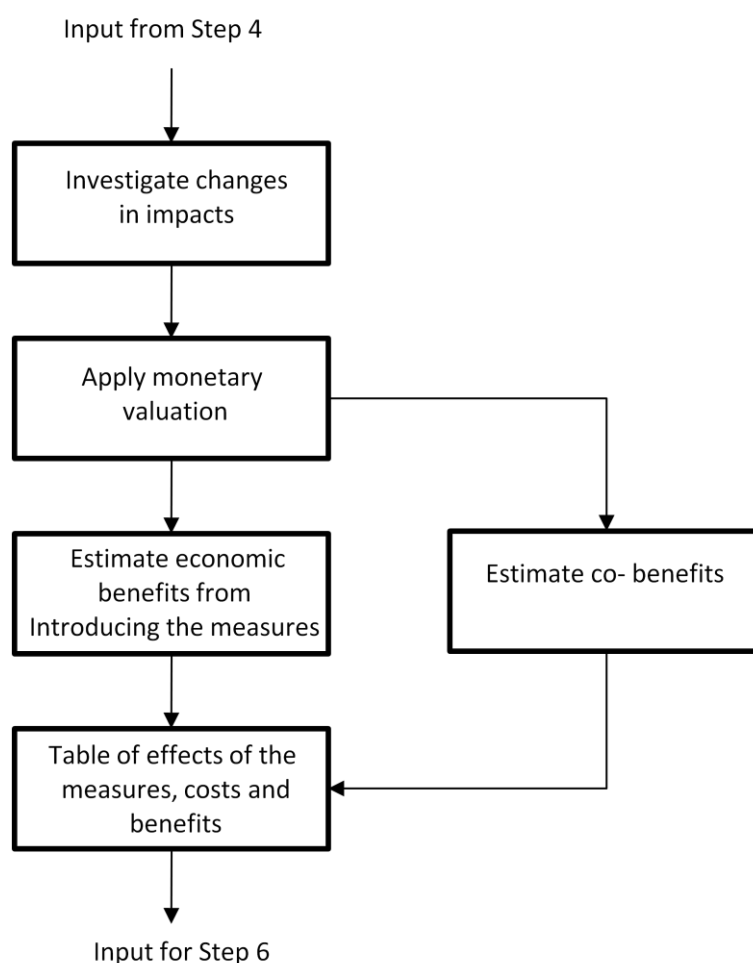 Input from Step 4
Investigate changes
in impacts
Apply monetary
valuation
Estimate economic
benefits from
Introducing the measures
Estimate co- benefits
Table of effects of the
measures, costs and
benefits
Input for Step 6